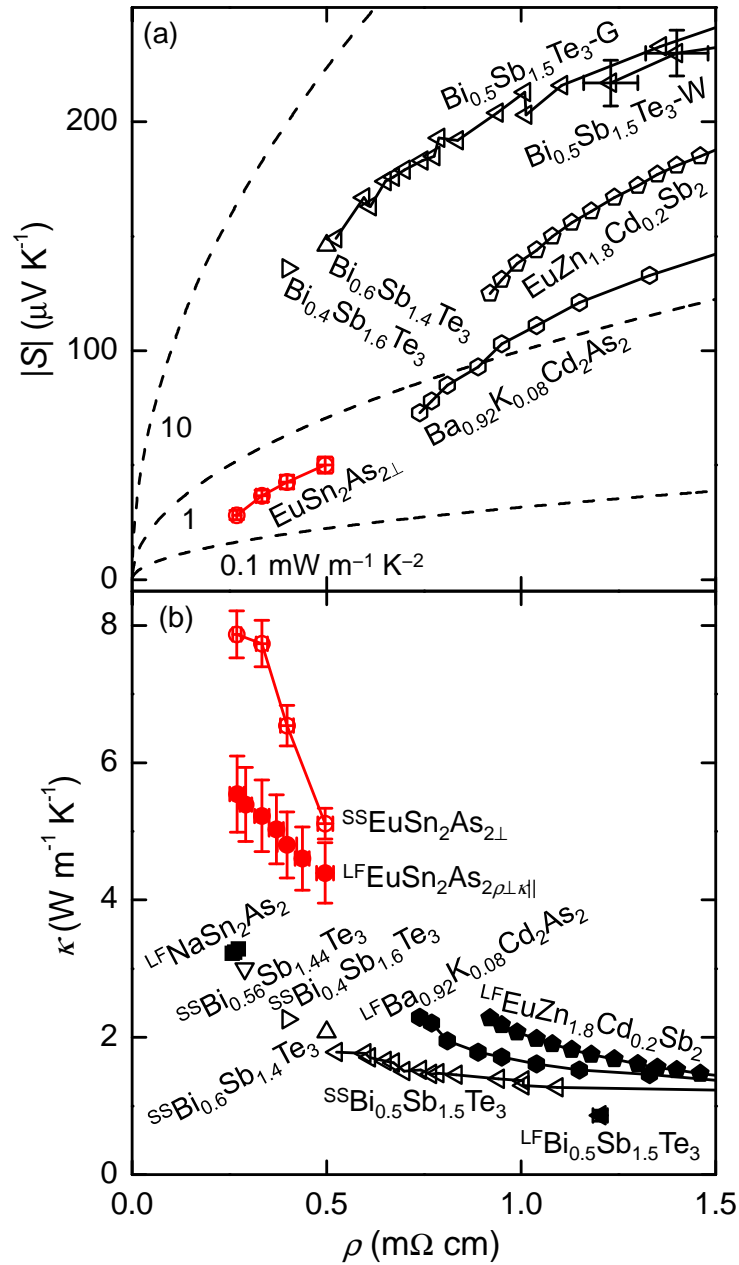 (a)
Bi₀.₅Sb₁.₅Te₃-G
Bi₀.₅Sb₁.₅Te₃-W
200
EuZn₁.₈Cd₀.₂Sb₂
Bi₀.₆Sb₁.₄Te₃
Bi₀.₄Sb₁.₆Te₃
|S| (μV K⁻¹)
100
Ba₀.₉₂K₀.₀₈Cd₂As₂
10
EuSn₂As₂⊥
1
0.1 mW m⁻¹ K⁻²
0
(b)
8
6
κ (W m⁻¹ K⁻¹)
ˢˢEuSn₂As₂⊥
ᴸᶠEuSn₂As₂ρ⊥κ||
4
ᴸᶠNaSn₂As₂
ˢˢBi₀.₅₆Sb₁.₄₄Te₃
ˢˢBi₀.₄Sb₁.₆Te₃
ᴸᶠBa₀.₉₂K₀.₀₈Cd₂As₂
ᴸᶠEuZn₁.₈Cd₀.₂Sb₂
2
ˢˢBi₀.₆Sb₁.₄Te₃
ˢˢBi₀.₅Sb₁.₅Te₃
ᴸᶠBi₀.₅Sb₁.₅Te₃
0
0.0 0.5 1.0 1.5
ρ (mΩ cm)